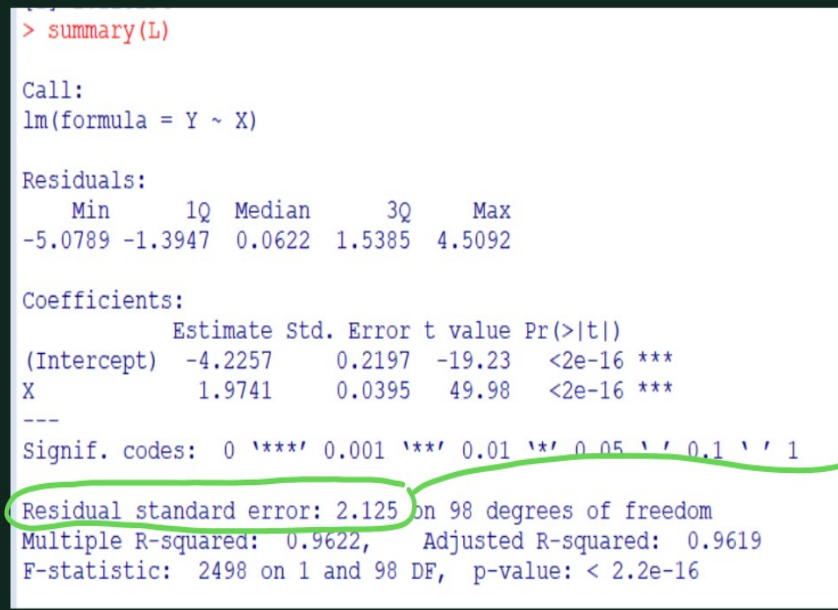 > summary(L)
Call:
lm(formula = Y ~ X)
Residuals:
Min 1Q Median 3Q Max
-5.0789 -1.3947 0.0622 1.5385 4.5092
Coefficients:
Estimate Std. Error t value Pr(>|t|)
(Intercept) -4.2257 0.2197 -19.23 <2e-16 ***
X 1.9741 0.0395 49.98 <2e-16 ***
---
Signif. codes: 0 ‘***’ 0.001 ‘**’ 0.01 ‘*’ 0.05 ‘.’ 0.1 ‘ ’ 1
Residual standard error: 2.125 on 98 degrees of freedom
Multiple R-squared: 0.9622, Adjusted R-squared: 0.9619
F-statistic: 2498 on 1 and 98 DF, p-value: < 2.2e-16